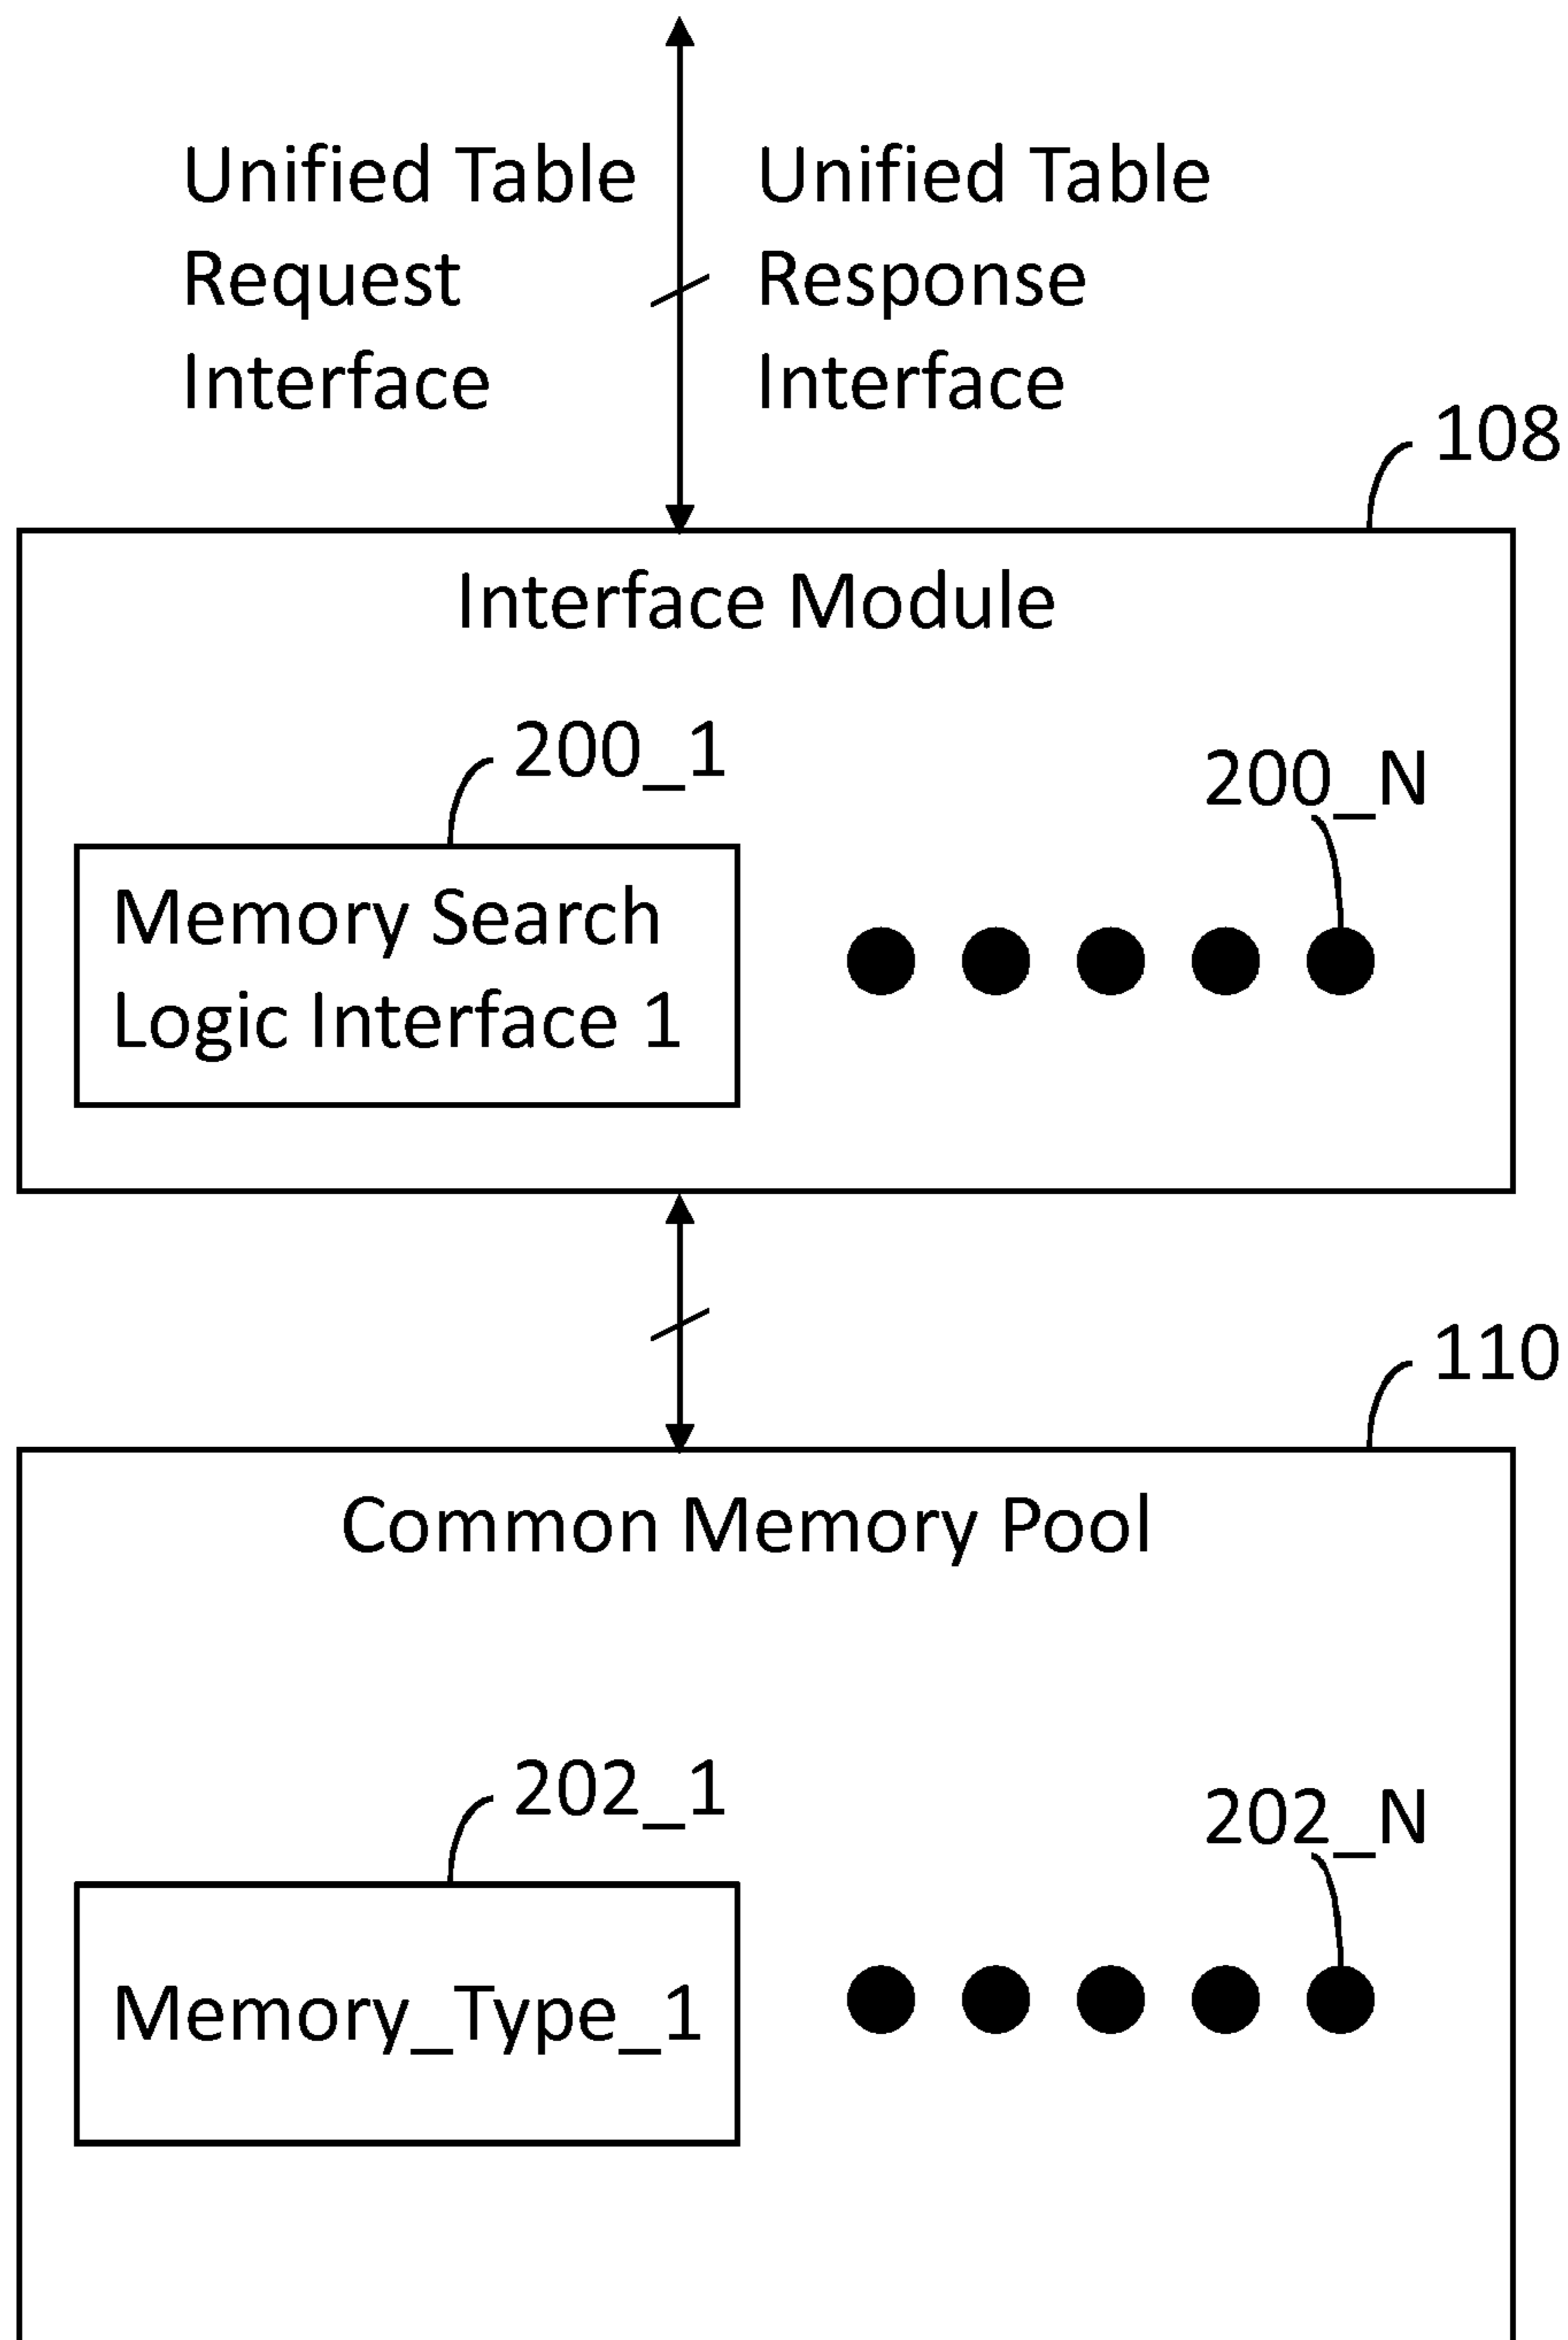 Unified Table
Request
Interface
Unified Table
Response
Interface
108
Interface Module
200_1
200_N
Memory Search
Logic Interface 1
110
Common Memory Pool
202_1
202_N
Memory_Type_1